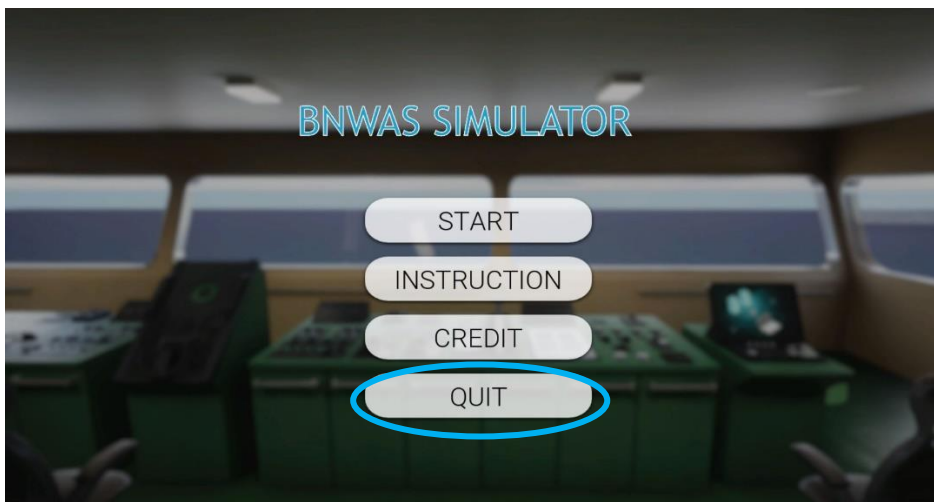 BNWAS SIMULATOR
START
INSTRUCTION
CREDIT
QUIT